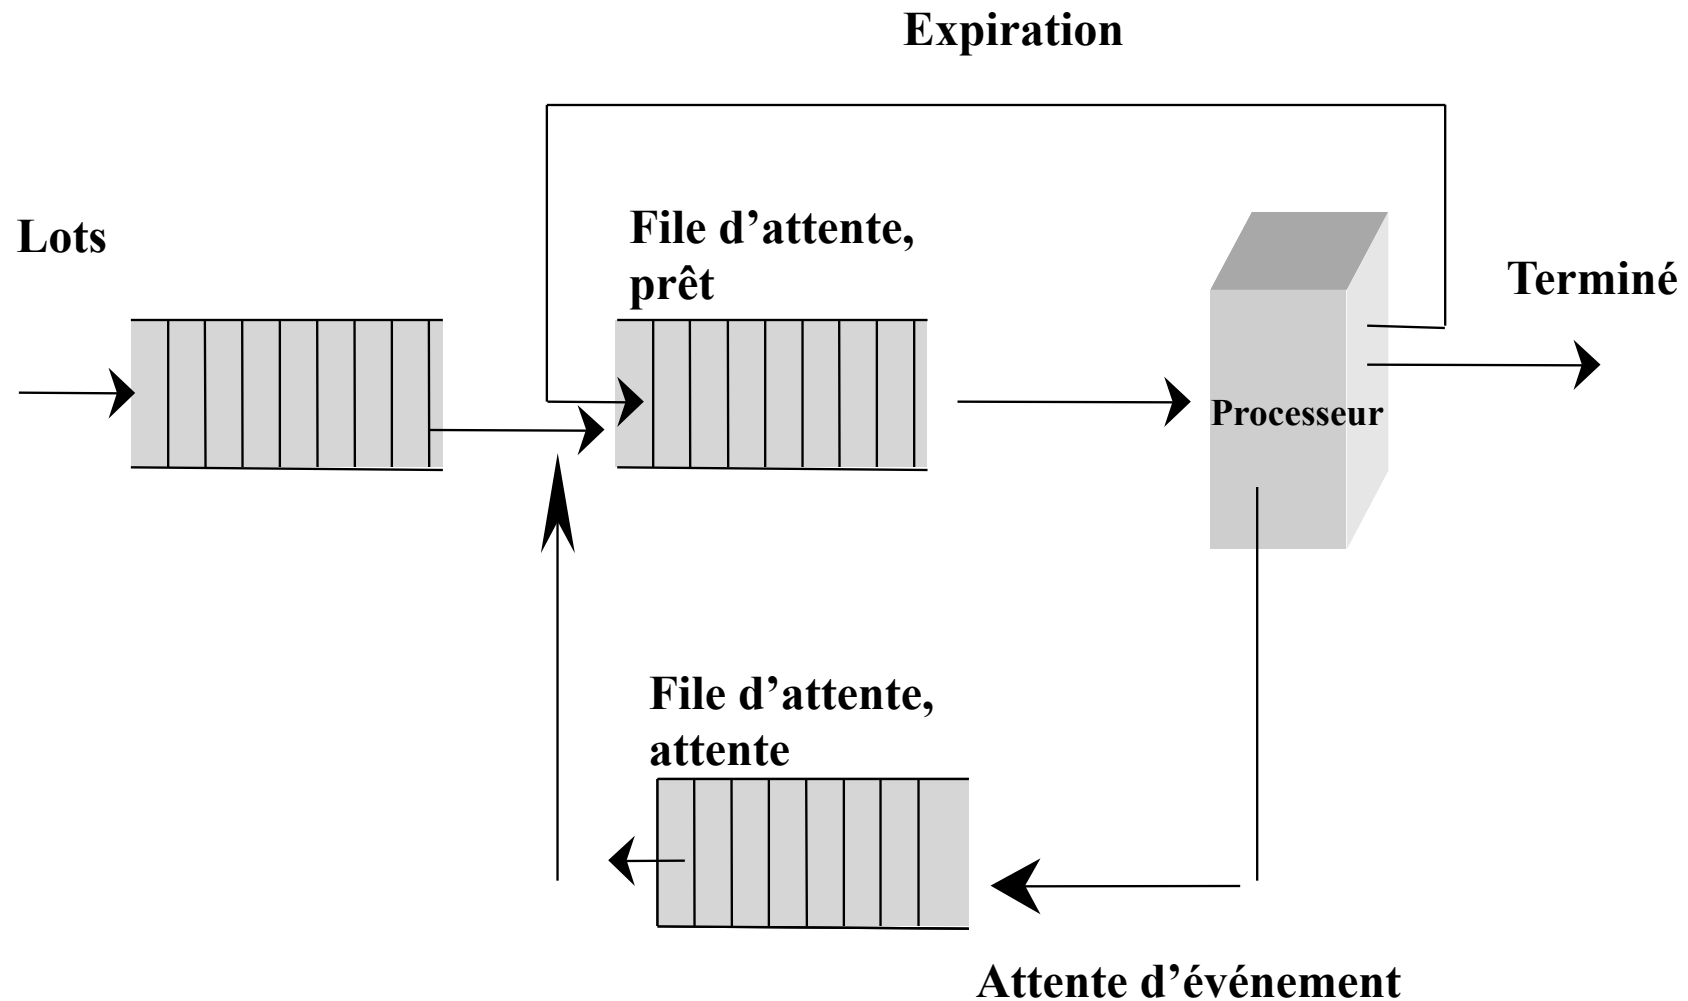 Expiration
Lots
File d’attente,
prêt
Terminé
Processeur
File d’attente,
attente
Attente d’événement